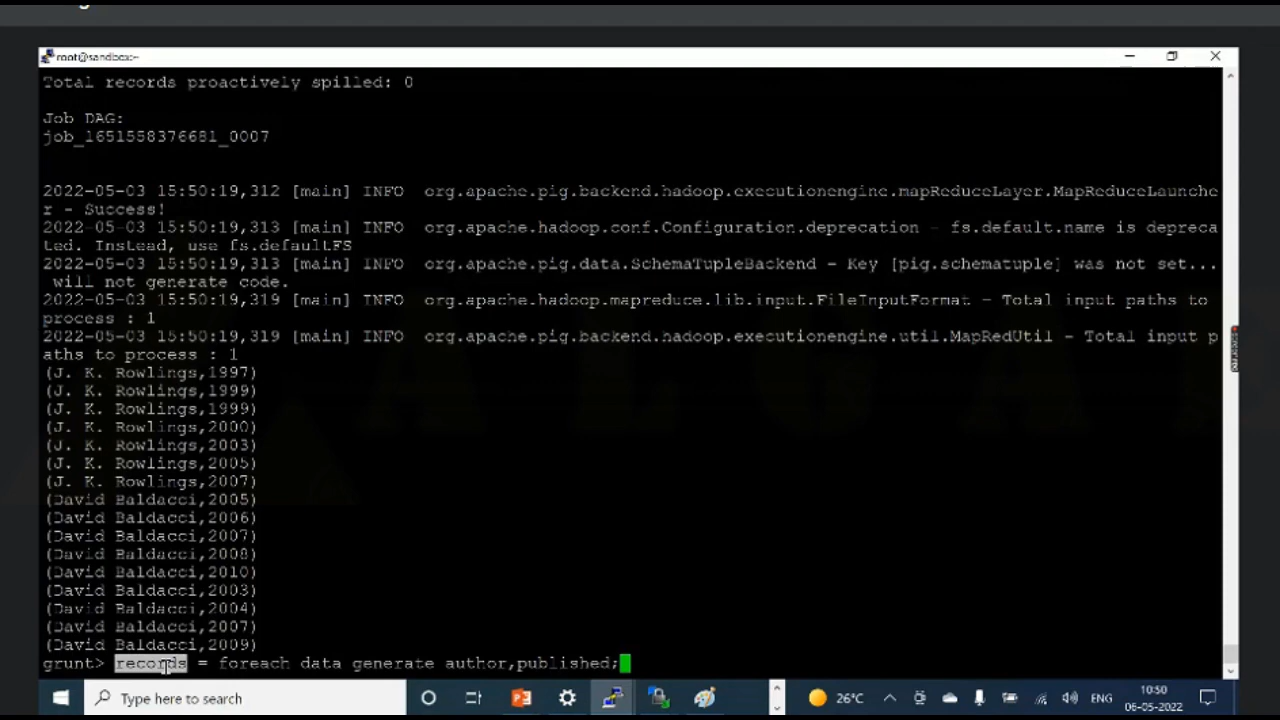 root@sandbox:~
Total records proactively spilled: 0
Job DAG:
job_1651558376681_0007
2022-05-03 15:50:19,312 [main] INFO  org.apache.pig.backend.hadoop.executionengine.mapReduceLayer.MapReduceLaunche
r - Success!
2022-05-03 15:50:19,313 [main] INFO  org.apache.hadoop.conf.Configuration.deprecation - fs.default.name is depreca
ted. Instead, use fs.defaultFS
2022-05-03 15:50:19,313 [main] INFO  org.apache.pig.data.SchemaTupleBackend - Key [pig.schematuple] was not set...
 will not generate code.
2022-05-03 15:50:19,319 [main] INFO  org.apache.hadoop.mapreduce.lib.input.FileInputFormat - Total input paths to
process : 1
2022-05-03 15:50:19,319 [main] INFO  org.apache.pig.backend.hadoop.executionengine.util.MapRedUtil - Total input p
aths to process : 1
(J. K. Rowlings,1997)
(J. K. Rowlings,1999)
(J. K. Rowlings,1999)
(J. K. Rowlings,2000)
(J. K. Rowlings,2003)
(J. K. Rowlings,2005)
(J. K. Rowlings,2007)
(David Baldacci,2005)
(David Baldacci,2006)
(David Baldacci,2007)
(David Baldacci,2008)
(David Baldacci,2010)
(David Baldacci,2003)
(David Baldacci,2004)
(David Baldacci,2007)
(David Baldacci,2009)
grunt> records = foreach data generate author,published;
Type here to search
26°C
ENG
10:50
06-05-2022